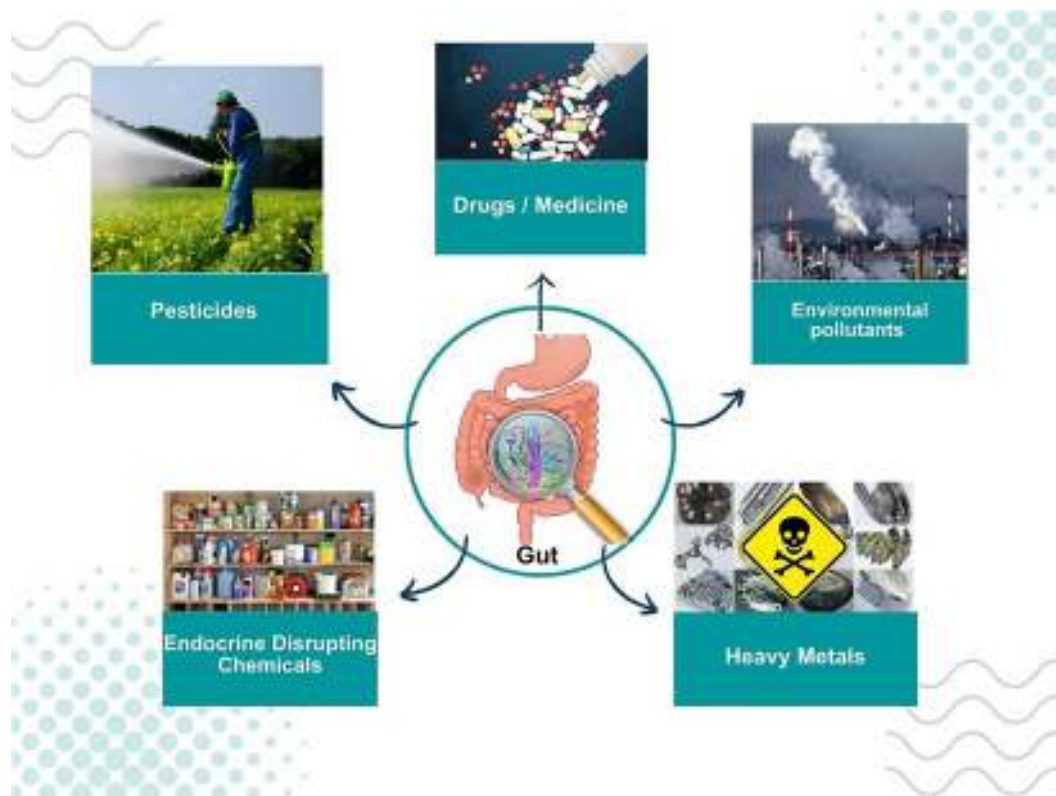 Drugs / Medicine
Pesticides
Environmental
pollutants
Gut
Endocrine Disrupting
Chemicals
Heavy Metals